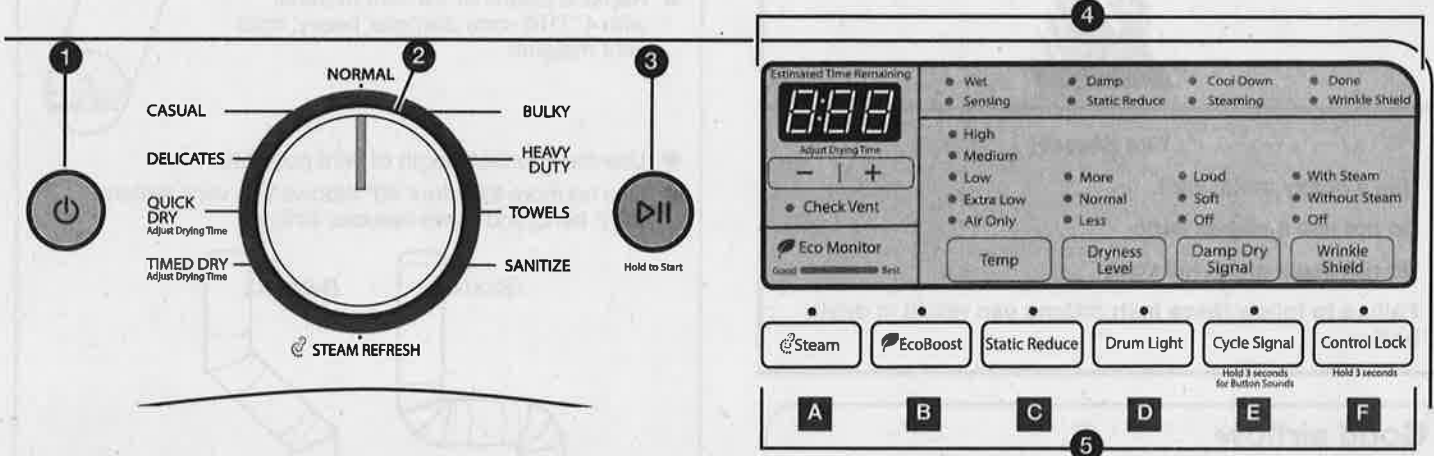 4
1
2
3
NORMAL
CASUAL
BULKY
DELICATES
HEAVY
DUTY
QUICK
DRY
Adjust Drying Time
TOWELS
TIMED DRY
Adjust Drying Time
SANITIZE
STEAM REFRESH
Hold to Start
Estimated Time Remaining
8:88
Adjust Drying Time
− | +
Check Vent
Eco Monitor
Good Best
Wet Damp Cool Down Done
Sensing Static Reduce Steaming Wrinkle Shield
High
Medium
Low More Loud With Steam
Extra Low Normal Soft Without Steam
Air Only Less Off Off
Temp
Dryness
Level
Damp Dry
Signal
Wrinkle
Shield
Steam EcoBoost Static Reduce Drum Light Cycle Signal Control Lock
Hold 3 seconds
for Button Sounds
Hold 3 seconds
A B C D E F
5